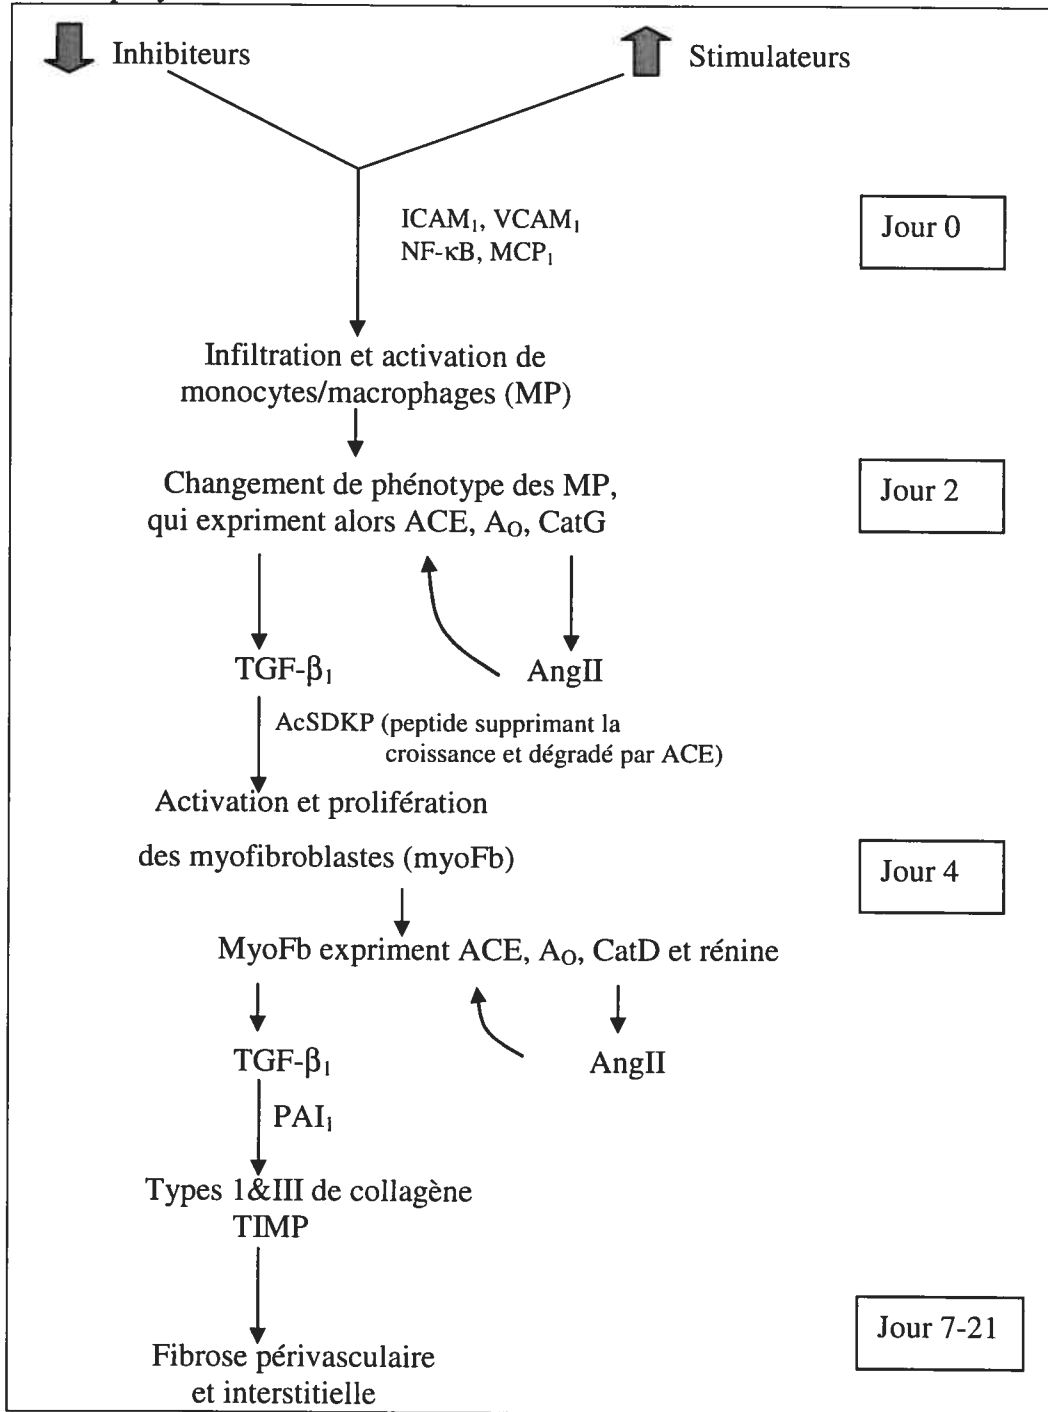 Inhibiteurs
Stimulateurs
ICAM₁, VCAM₁
NF-κB, MCP₁
Jour 0
Infiltration et activation de
monocytes/macrophages (MP)
Changement de phénotype des MP,
qui expriment alors ACE, A_O, CatG
Jour 2
TGF-β₁
AngII
AcSDKP (peptide supprimant la
croissance et dégradé par ACE)
Activation et prolifération
des myofibroblastes (myoFb)
Jour 4
MyoFb expriment ACE, A_O, CatD et rénine
TGF-β₁
AngII
PAI₁
Types 1&III de collagène
TIMP
Jour 7-21
Fibrose périvasculaire
et interstitielle